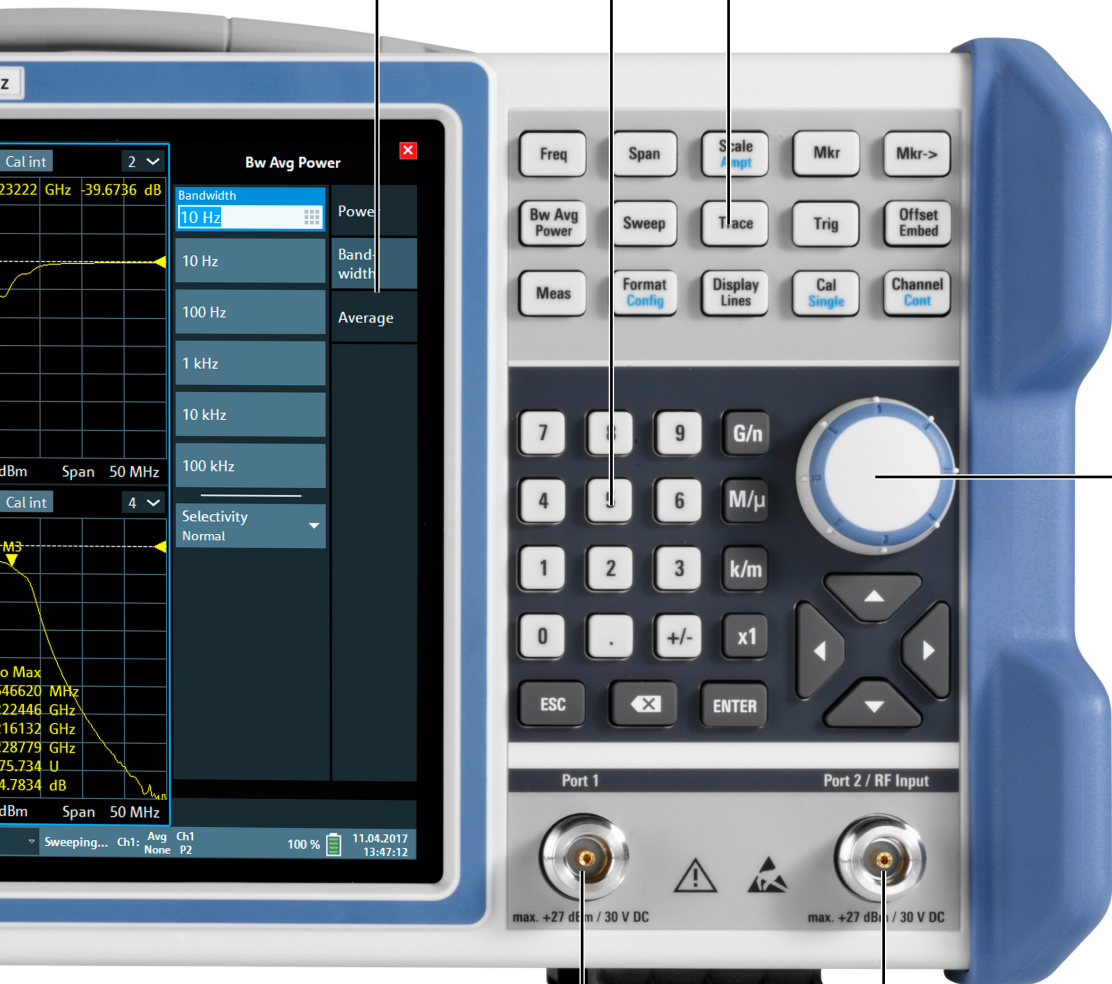 z
Cal int 2
23222 GHz -39.6736 dB
dBm Span 50 MHz
Cal int 4
M3
o Max
546620 MHz
222446 GHz
216132 GHz
228779 GHz
75.734 U
4.7834 dB
dBm Span 50 MHz
Sweeping... Ch1: Avg None Ch1 P2 100 % 11.04.2017 13:47:12
Bw Avg Power
Bandwidth
10 Hz
10 Hz
100 Hz
1 kHz
10 kHz
100 kHz
Selectivity
Normal
Power
Band-
width
Average
Freq Span Scale Mkr Mkr->
Ampt
Bw Avg Sweep Trace Trig Offset
Power Embed
Meas Format Display Cal Channel
Config Lines Single Cont
7 8 9 G/n
4 5 6 M/µ
1 2 3 k/m
0 . +/- x1
ESC ENTER
Port 1 Port 2 / RF Input
max. +27 dBm / 30 V DC max. +27 dBm / 30 V DC